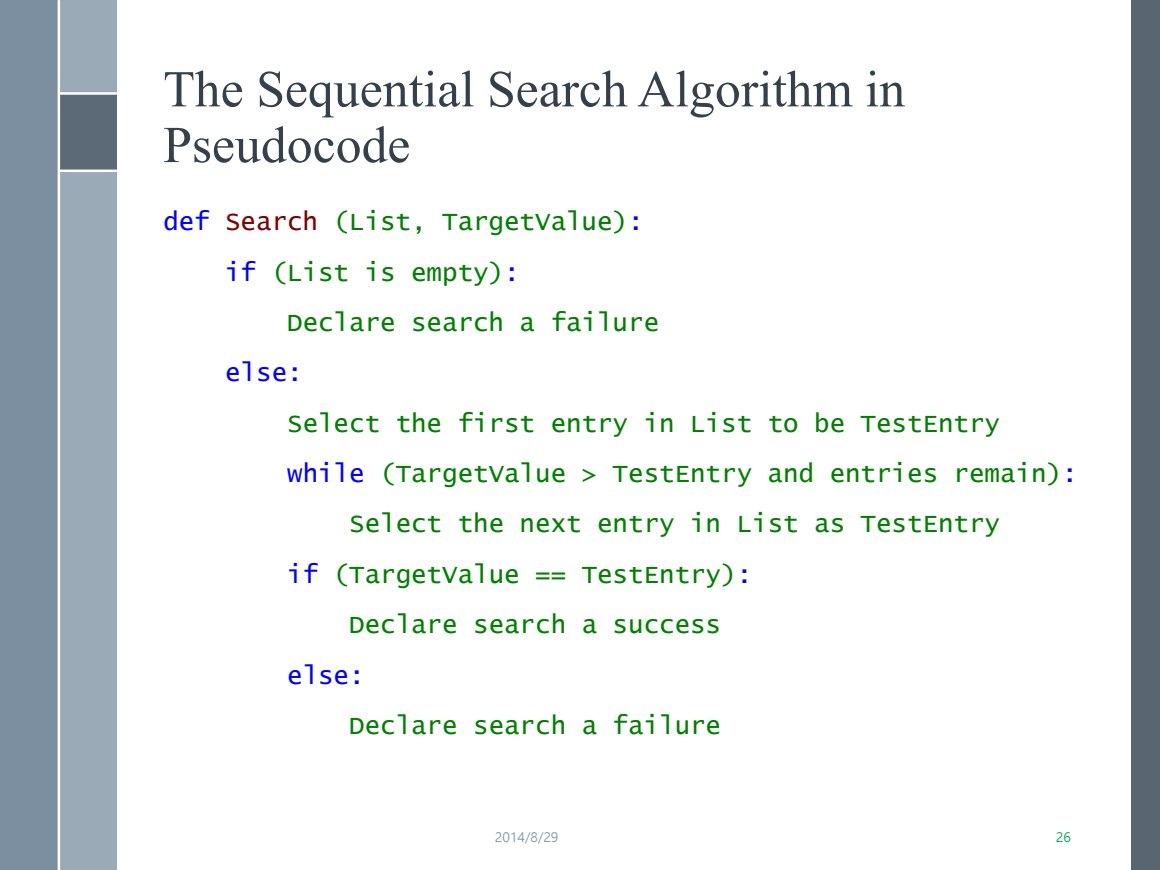 The Sequential Search Algorithm in
Pseudocode
def Search (List, TargetValue):
    if (List is empty):
        Declare search a failure
    else:
        Select the first entry in List to be TestEntry
        while (TargetValue > TestEntry and entries remain):
            Select the next entry in List as TestEntry
        if (TargetValue == TestEntry):
            Declare search a success
        else:
            Declare search a failure
2014/8/29
26